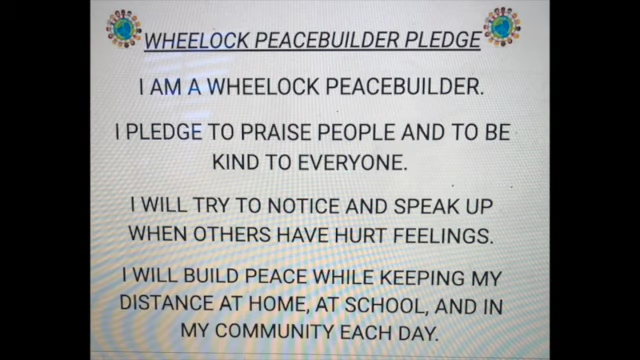 WHEELOCK PEACEBUILDER PLEDGE
I AM A WHEELOCK PEACEBUILDER.
I PLEDGE TO PRAISE PEOPLE AND TO BE
KIND TO EVERYONE.
I WILL TRY TO NOTICE AND SPEAK UP
WHEN OTHERS HAVE HURT FEELINGS.
I WILL BUILD PEACE WHILE KEEPING MY
DISTANCE AT HOME, AT SCHOOL, AND IN
MY COMMUNITY EACH DAY.